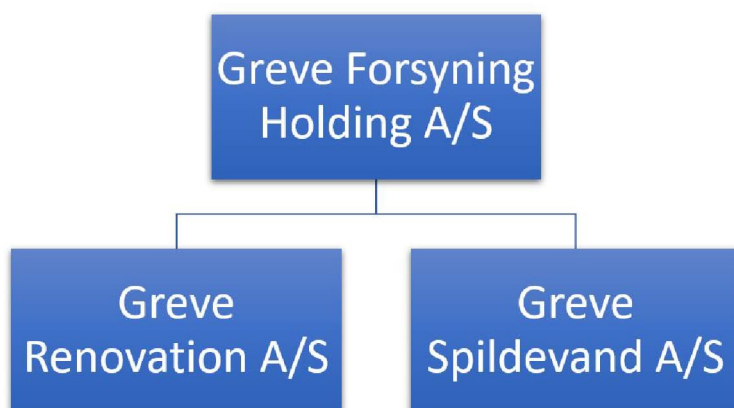 Greve Forsyning
Holding A/S
Greve
Renovation A/S
Greve
Spildevand A/S